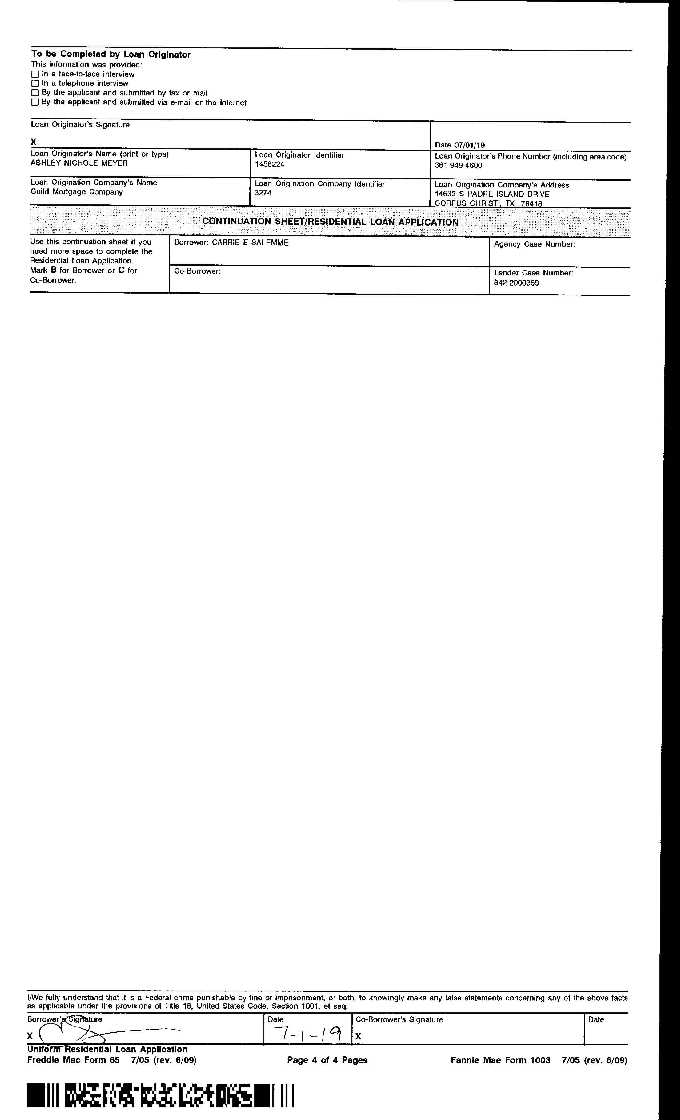 To be Completed by Loan Originator
This information was provided:
In a face-to-face interview
In a telephone interview
By the applicant and submitted by fax or mail
By the applicant and submitted via e-mail or the Internet
Loan Originator's Signature
X
Date 07/01/19
Loan Originator's Name (print or type)
ASHLEY NICHOLE MEYER
Loan Originator Identifier
1458224
Loan Originator's Phone Number (including area code)
361-949-4600
Loan Origination Company's Name
Guild Mortgage Company
Loan Origination Company Identifier
3274
Loan Origination Company's Address
14635 S PADRE ISLAND DRIVE
CORPUS CHRISTI, TX 78418
CONTINUATION SHEET/RESIDENTIAL LOAN APPLICATION
Use this continuation sheet if you
need more space to complete the
Residential Loan Application
Mark B for Borrower or C for
Co-Borrower.
Borrower: CARRIE E SALEMME
Agency Case Number:
Co-Borrower:
Lender Case Number:
842-2000359
I/We fully understand that it is a Federal crime punishable by fine or imprisonment, or both, to knowingly make any false statements concerning any of the above facts
as applicable under the provisions of Title 18, United States Code, Section 1001, et seq.
Borrower's Signature
X
Date
7-1-19
Co-Borrower's Signature
X
Date
Uniform Residential Loan Application
Freddie Mac Form 65 7/05 (rev. 6/09)
Page 4 of 4 Pages
Fannie Mae Form 1003 7/05 (rev. 6/09)